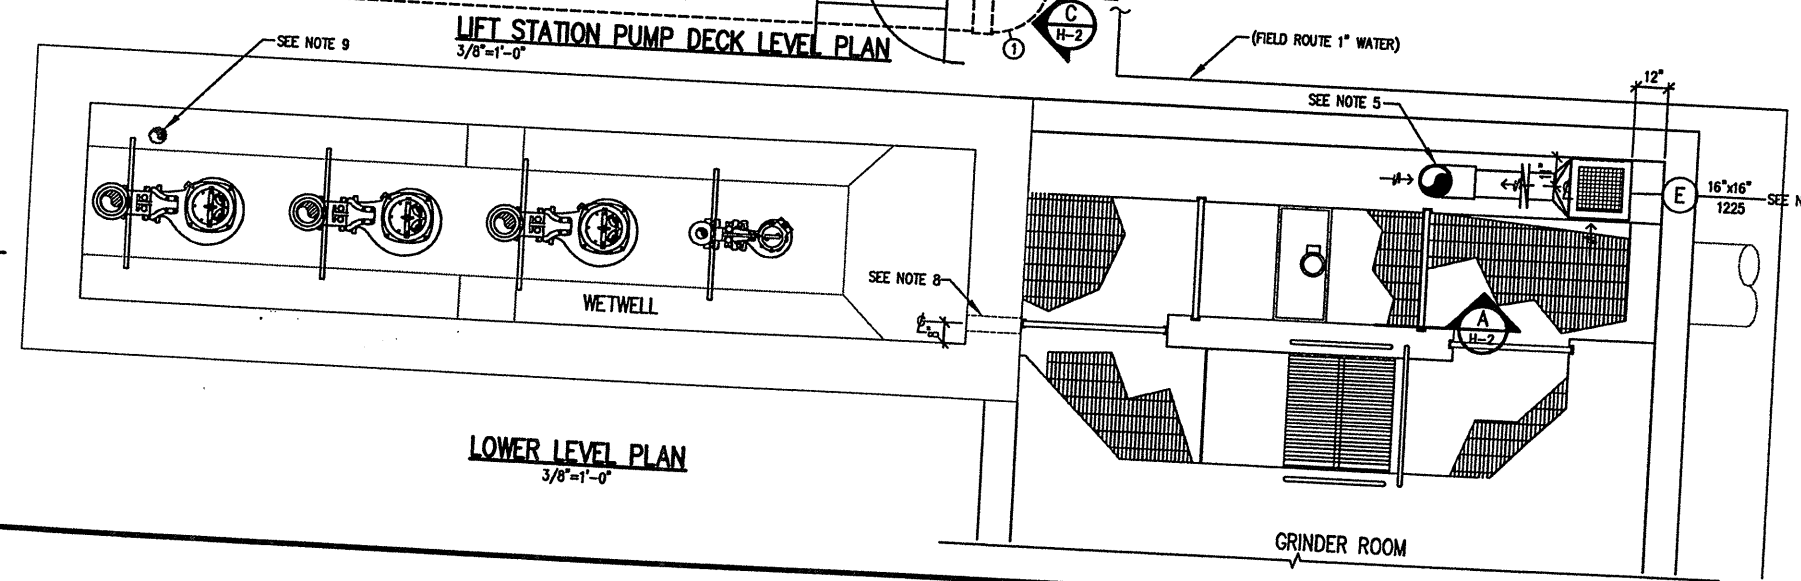 LIFT STATION PUMP DECK LEVEL PLAN
3/8"=1'-0"
C
H-2
1
(FIELD ROUTE 1" WATER)
SEE NOTE 9
12"
SEE NOTE 5
E
16"x16"
1225
SEE N
SEE NOTE 8
WETWELL
A
H-2
LOWER LEVEL PLAN
3/8"=1'-0"
GRINDER ROOM